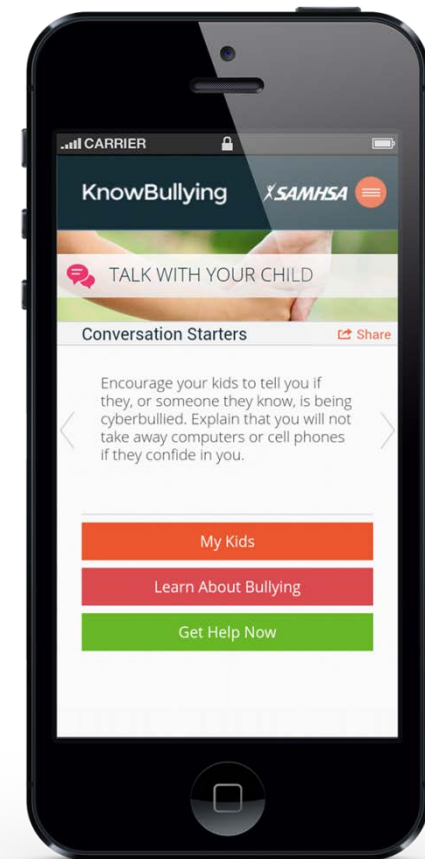 CARRIER
KnowBullying SAMHSA
TALK WITH YOUR CHILD
Conversation Starters Share
Encourage your kids to tell you if
they, or someone they know, is being
cyberbullied. Explain that you will not
take away computers or cell phones
if they confide in you.
My Kids
Learn About Bullying
Get Help Now